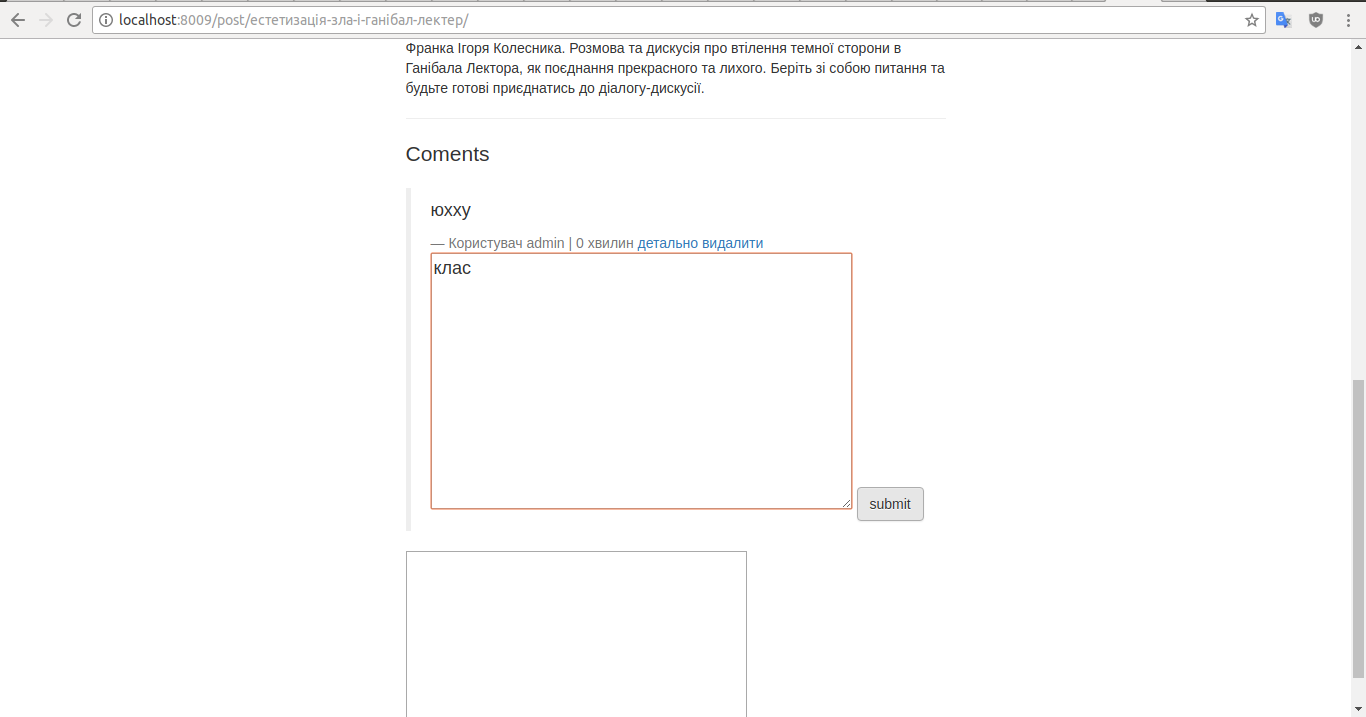 localhost:8009/post/естетизація-зла-і-ганібал-лектер/
Франка Ігоря Колесника. Розмова та дискусія про втілення темної сторони в
Ганібала Лектора, як поєднання прекрасного та лихого. Беріть зі собою питання та
будьте готові приєднатись до діалогу-дискусії.
Coments
юхху
— Користувач admin | 0 хвилин детально видалити
клас
submit